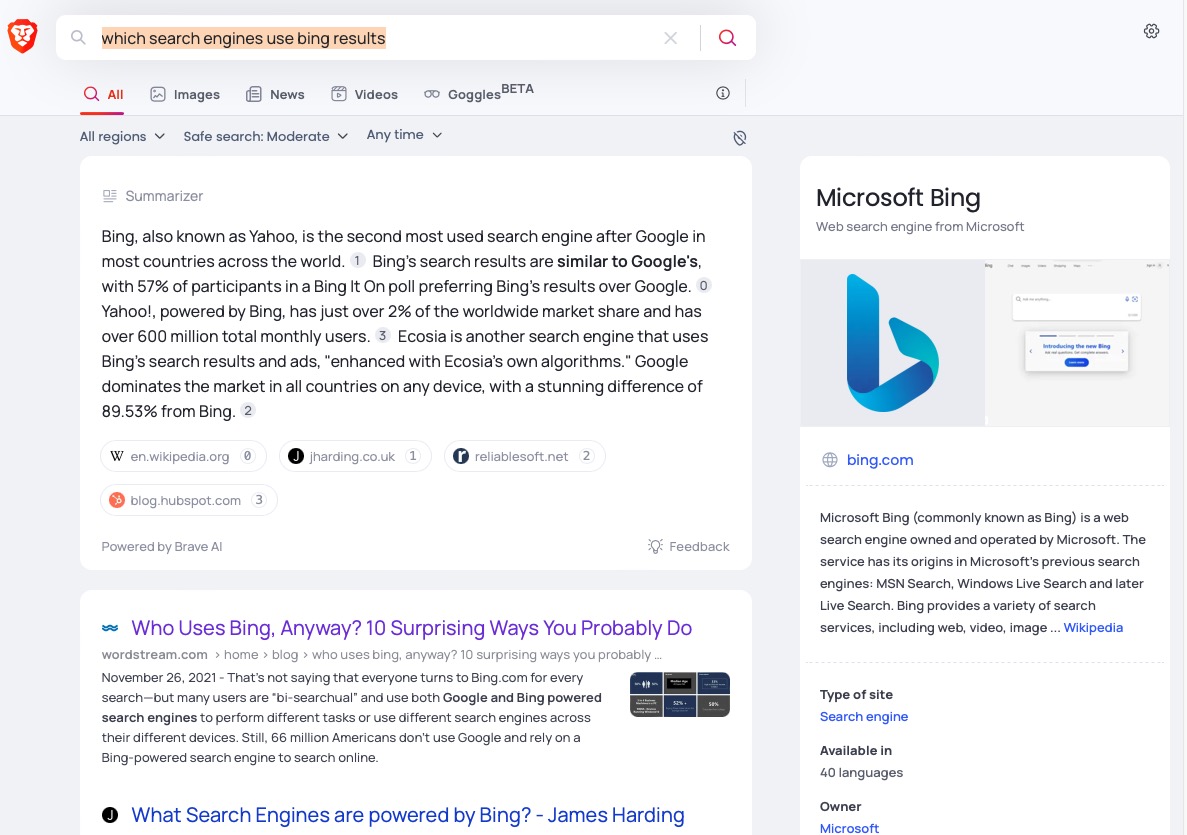 which search engines use bing results
All Images News Videos Goggles BETA
All regions Safe search: Moderate Any time
Summarizer
Bing, also known as Yahoo, is the second most used search engine after Google in
most countries across the world. 1 Bing's search results are similar to Google's,
with 57% of participants in a Bing It On poll preferring Bing's results over Google. 0
Yahoo!, powered by Bing, has just over 2% of the worldwide market share and has
over 600 million total monthly users. 3 Ecosia is another search engine that uses
Bing's search results and ads, "enhanced with Ecosia's own algorithms." Google
dominates the market in all countries on any device, with a stunning difference of
89.53% from Bing. 2
W en.wikipedia.org 0 J jharding.co.uk 1 r reliablesoft.net 2
blog.hubspot.com 3
Powered by Brave AI Feedback
Who Uses Bing, Anyway? 10 Surprising Ways You Probably Do
wordstream.com › home › blog › who uses bing, anyway? 10 surprising ways you probably …
November 26, 2021 - That's not saying that everyone turns to Bing.com for every
search—but many users are “bi-searchual” and use both Google and Bing powered
search engines to perform different tasks or use different search engines across
their different devices. Still, 66 million Americans don't use Google and rely on a
Bing-powered search engine to search online.
J What Search Engines are powered by Bing? - James Harding
Microsoft Bing
Web search engine from Microsoft
Introducing the new Bing
bing.com
Microsoft Bing (commonly known as Bing) is a web
search engine owned and operated by Microsoft. The
service has its origins in Microsoft's previous search
engines: MSN Search, Windows Live Search and later
Live Search. Bing provides a variety of search
services, including web, video, image ... Wikipedia
Type of site
Search engine
Available in
40 languages
Owner
Microsoft